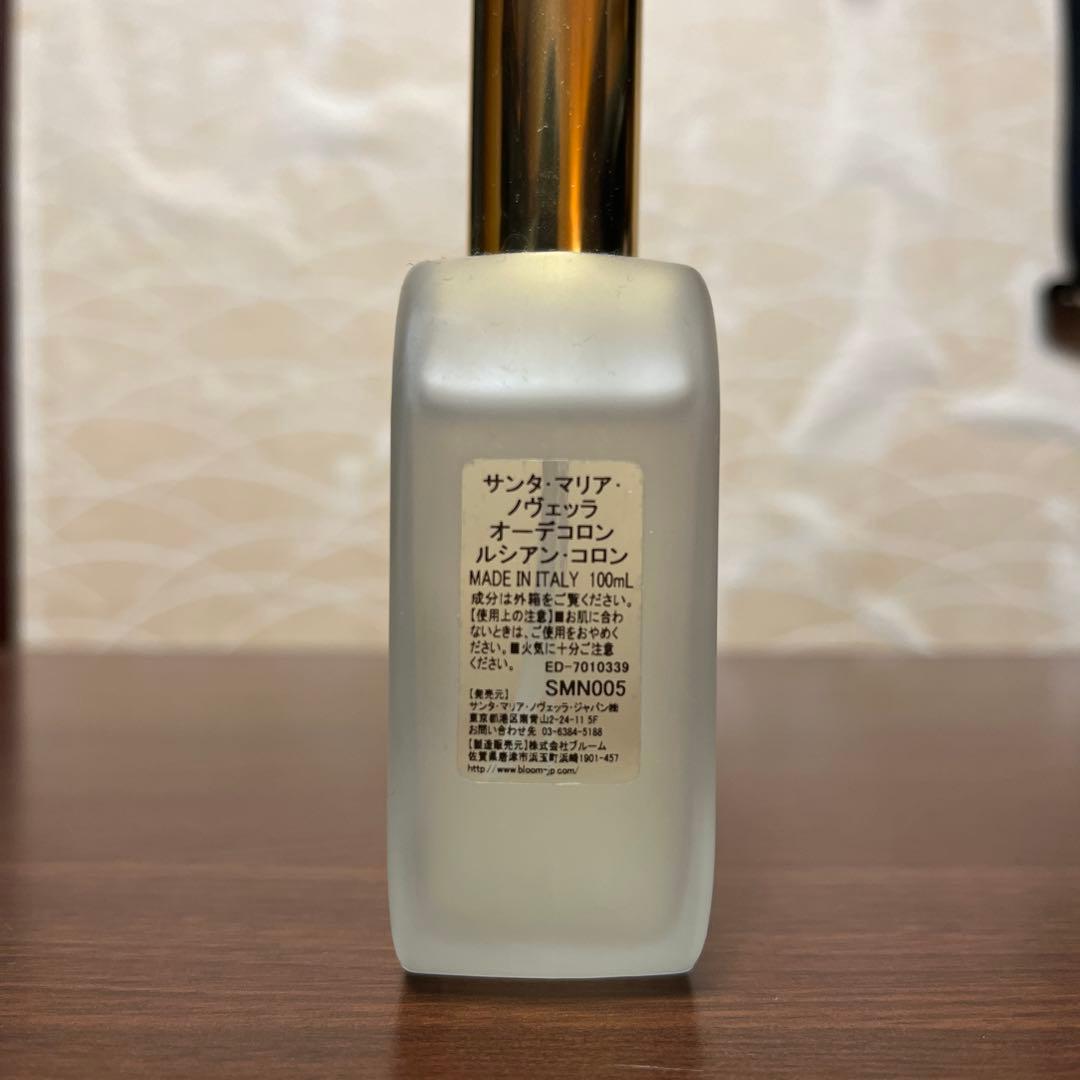 サンタ・マリア・
ノヴェッラ
オーデコロン
ルシアン・コロン
MADE IN ITALY 100mL
成分は外箱をご覧ください。
【使用上の注意】■お肌に合わ
ないときは、ご使用をおやめく
ださい。■火気に十分ご注意
ください。 ED-7010339
SMN005
【発売元】
サンタ・マリア・ノヴェッラ・ジャパン㈱
東京都港区南青山2-24-11 5F
お問い合わせ先 03-6384-5188
【製造販売元】株式会社ブルーム
佐賀県唐津市浜玉町浜崎1901-457
http://www.bloom-jp.com/